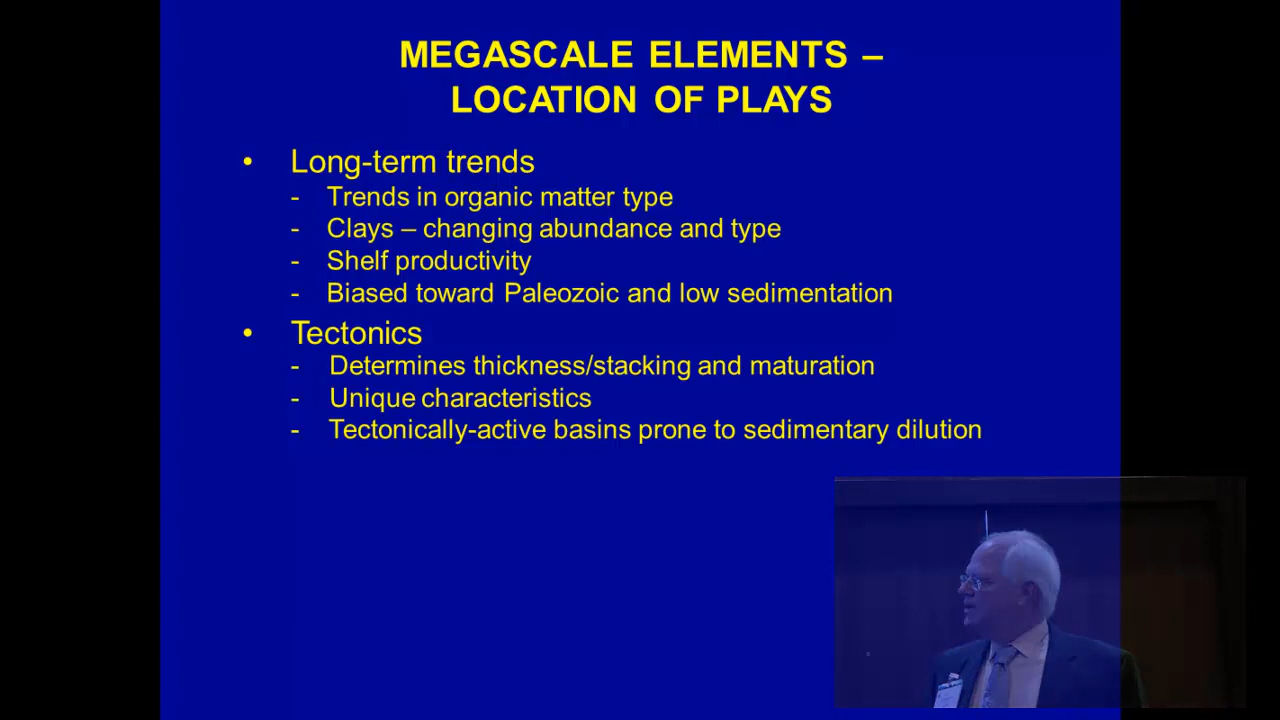 MEGASCALE ELEMENTS –
LOCATION OF PLAYS
• Long-term trends
- Trends in organic matter type
- Clays – changing abundance and type
- Shelf productivity
- Biased toward Paleozoic and low sedimentation
• Tectonics
- Determines thickness/stacking and maturation
- Unique characteristics
- Tectonically-active basins prone to sedimentary dilution